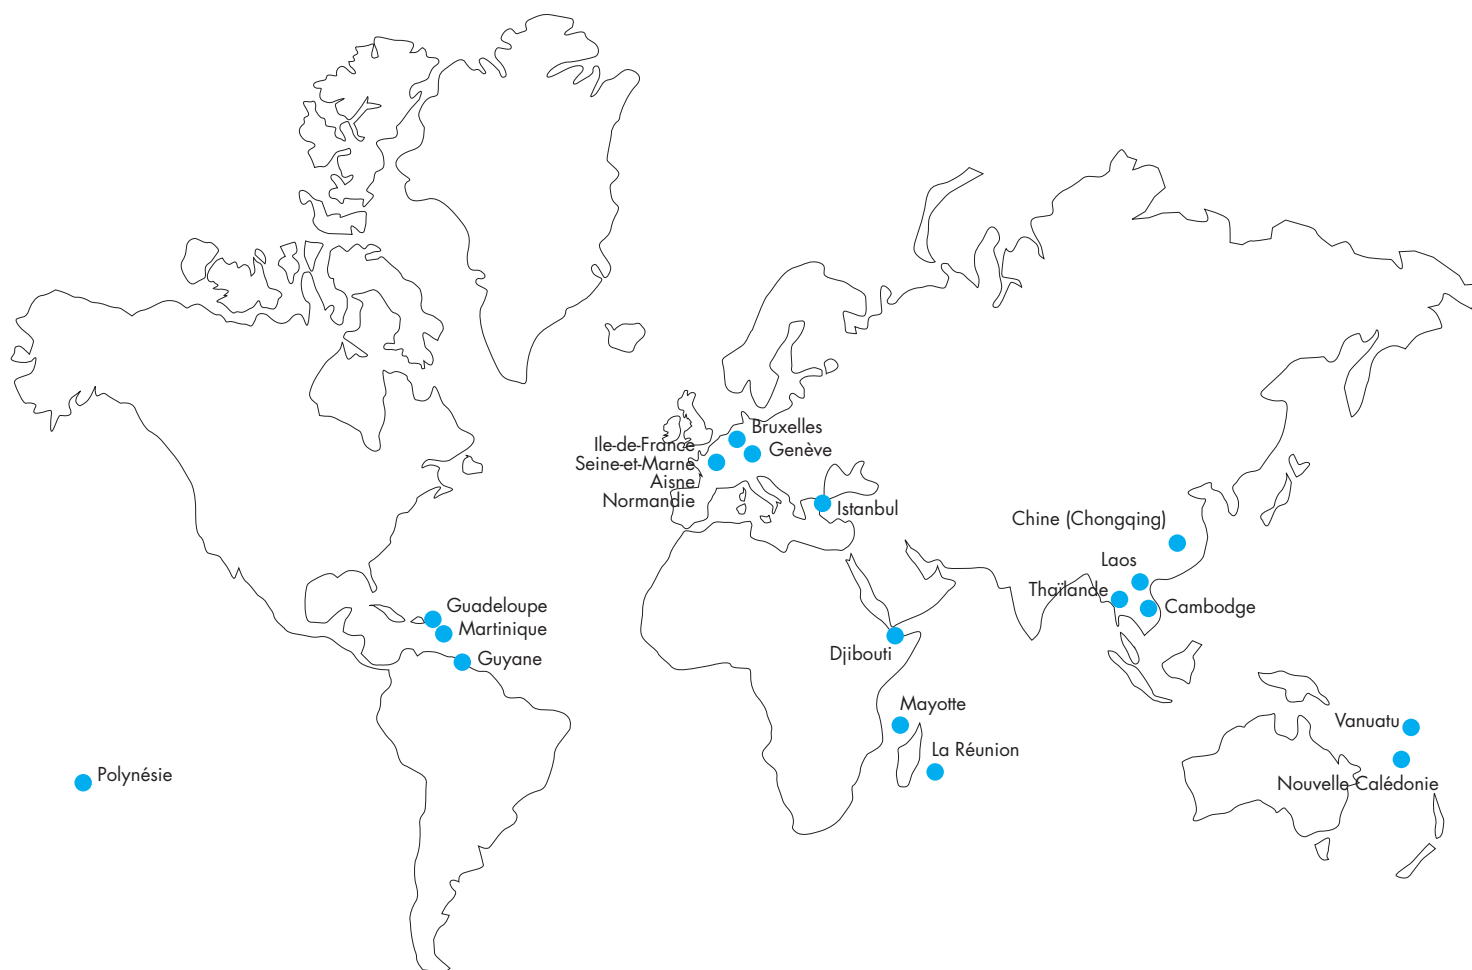 Bruxelles
Ile-de-France
Genève
Seine-et-Marne
Aisne
Normandie
Istanbul
Chine (Chongqing)
Laos
Thaïlande
Cambodge
Guadeloupe
Martinique
Guyane
Djibouti
Mayotte
La Réunion
Vanuatu
Polynésie
Nouvelle Calédonie